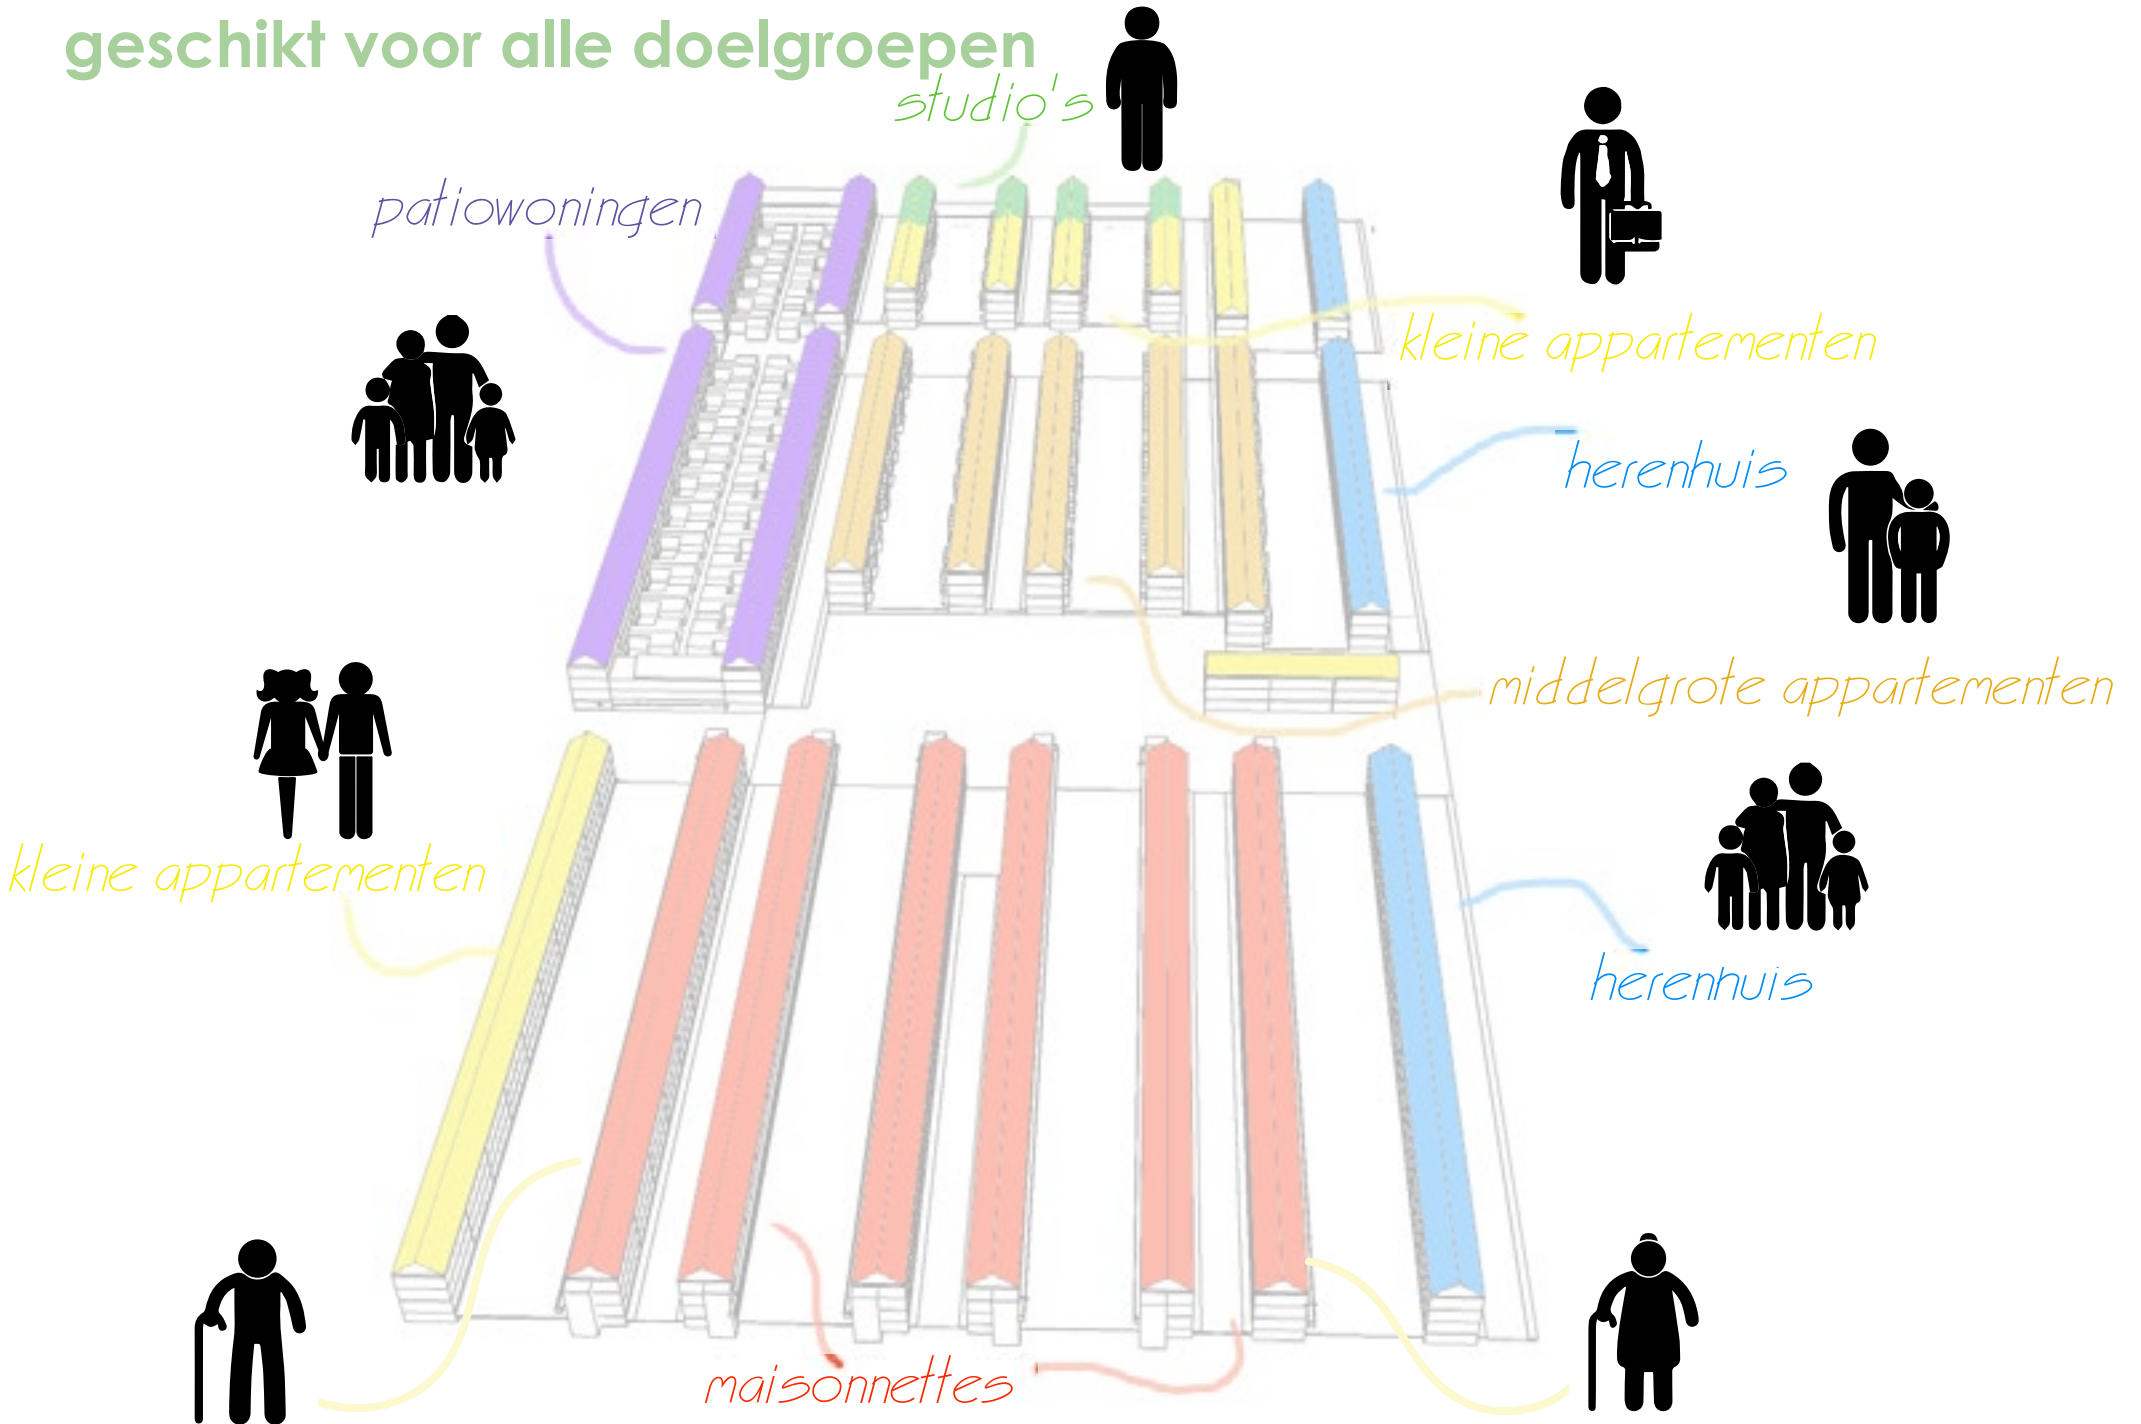 geschikt voor alle doelgroepen
studio's
patiowoningen
kleine appartementen
herenhuis
middelgrote appartementen
kleine appartementen
herenhuis
maisonnettes